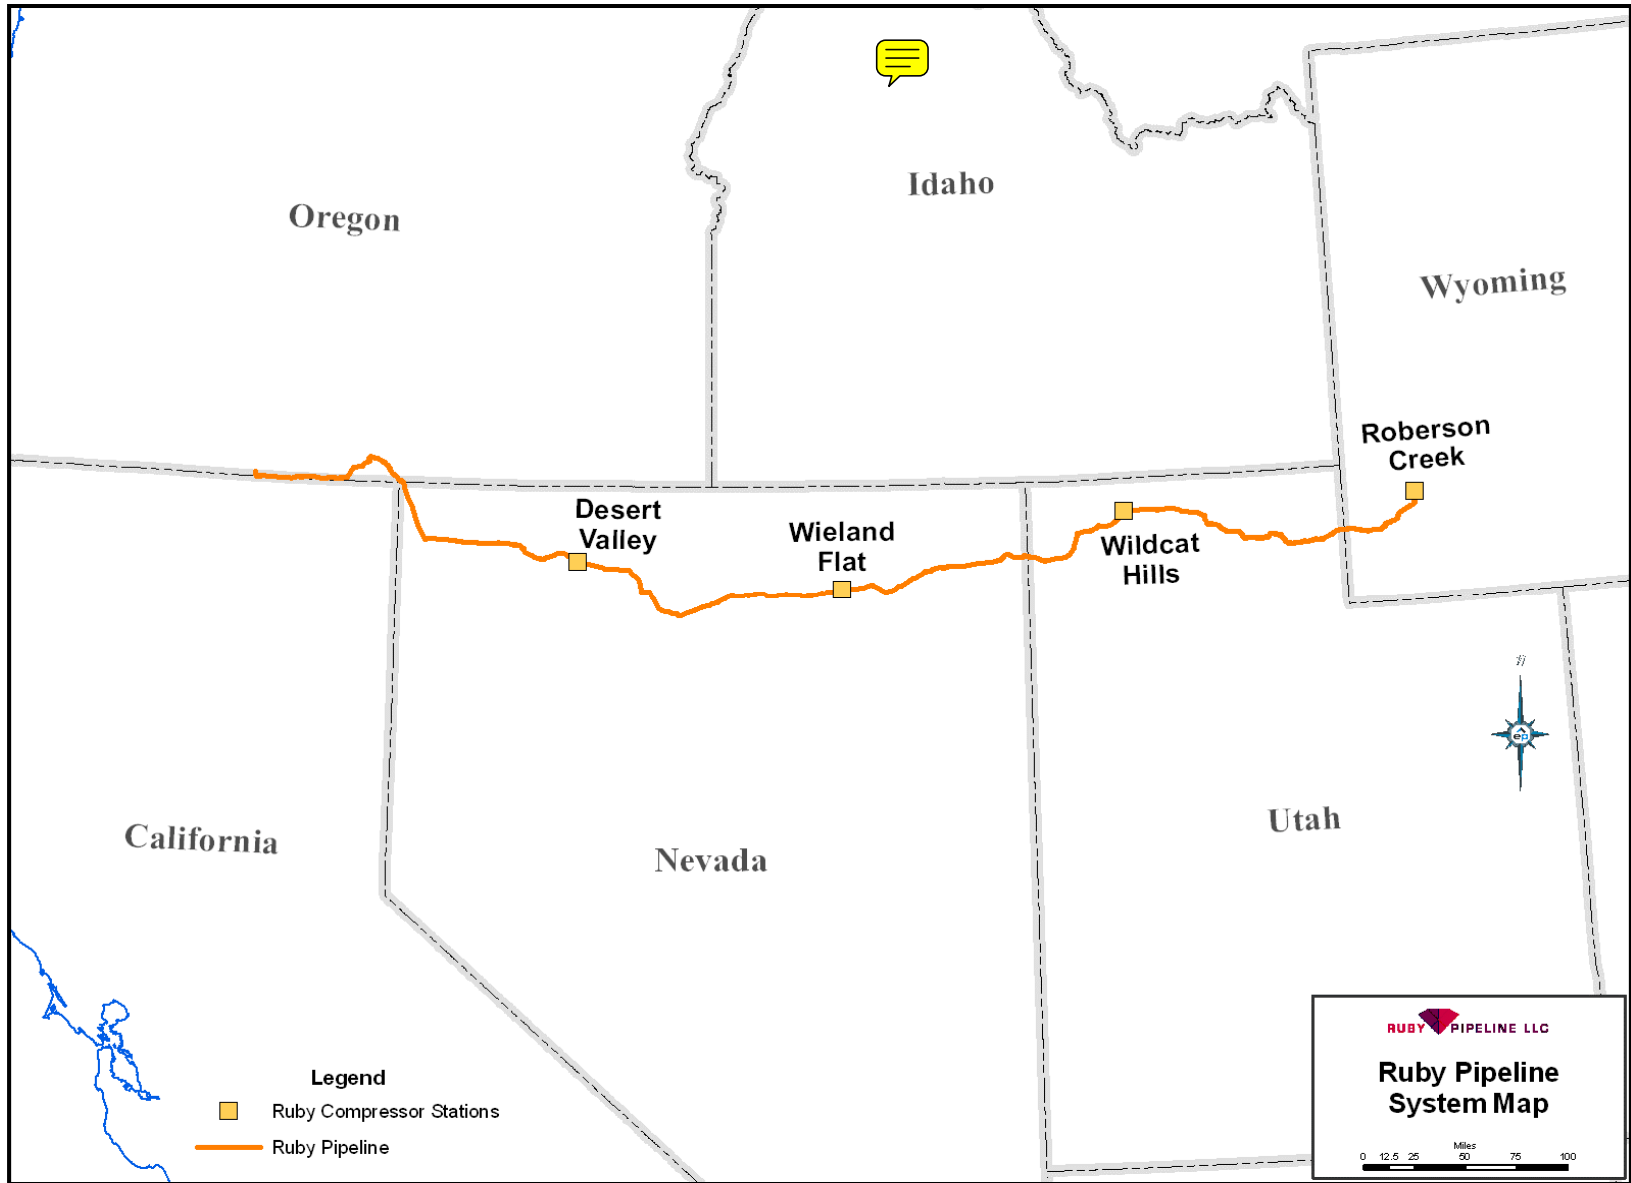 Idaho
Oregon
Wyoming
Roberson
Creek
Desert
Valley
Wieland
Flat
Wildcat
Hills
California
Nevada
Utah
ep
Legend
Ruby Compressor Stations
Ruby Pipeline
RUBY PIPELINE LLC
Ruby Pipeline
System Map
Miles
0 12.5 25 50 75 100